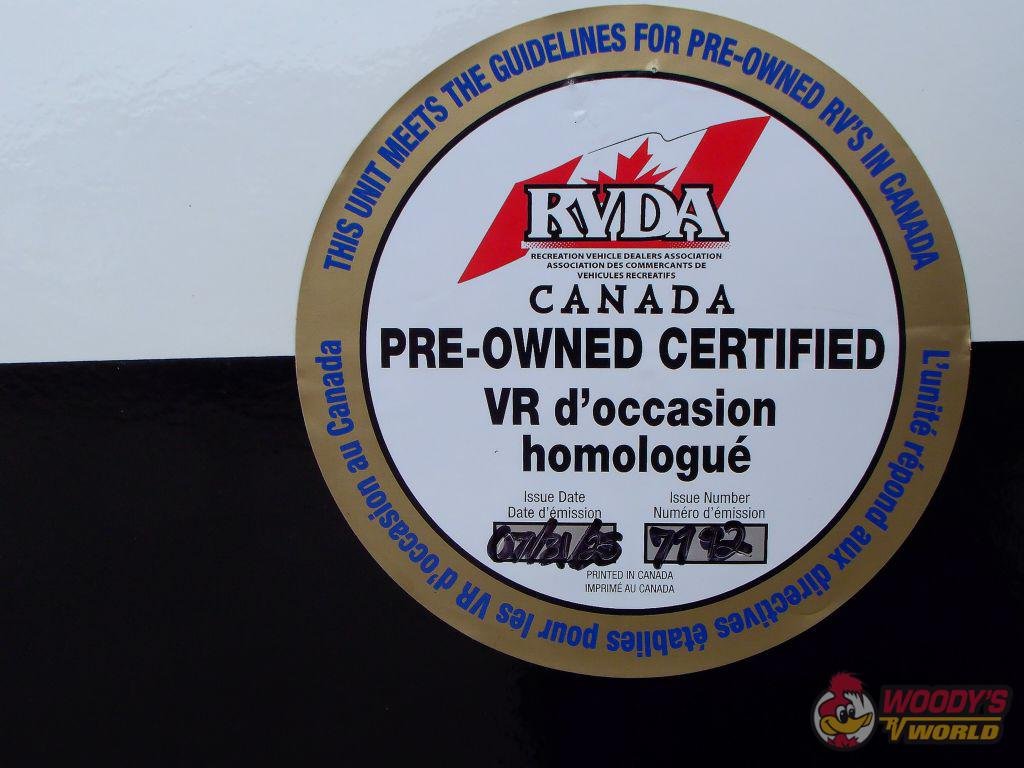 THIS UNIT MEETS THE GUIDELINES FOR PRE-OWNED RV'S IN CANADA
RVDA
RECREATION VEHICLE DEALERS ASSOCIATION
ASSOCIATION DES COMMERCANTS DE
VEHICULES RECREATIFS
CANADA
PRE-OWNED CERTIFIED
VR d'occasion
homologué
Issue Date
Date d'émission
Issue Number
Numéro d'émission
07/31/25
7992
PRINTED IN CANADA
IMPRIMÉ AU CANADA
L'unité répond aux directives établies pour les VR d'occasion au Canada
WOODY'S
RV WORLD